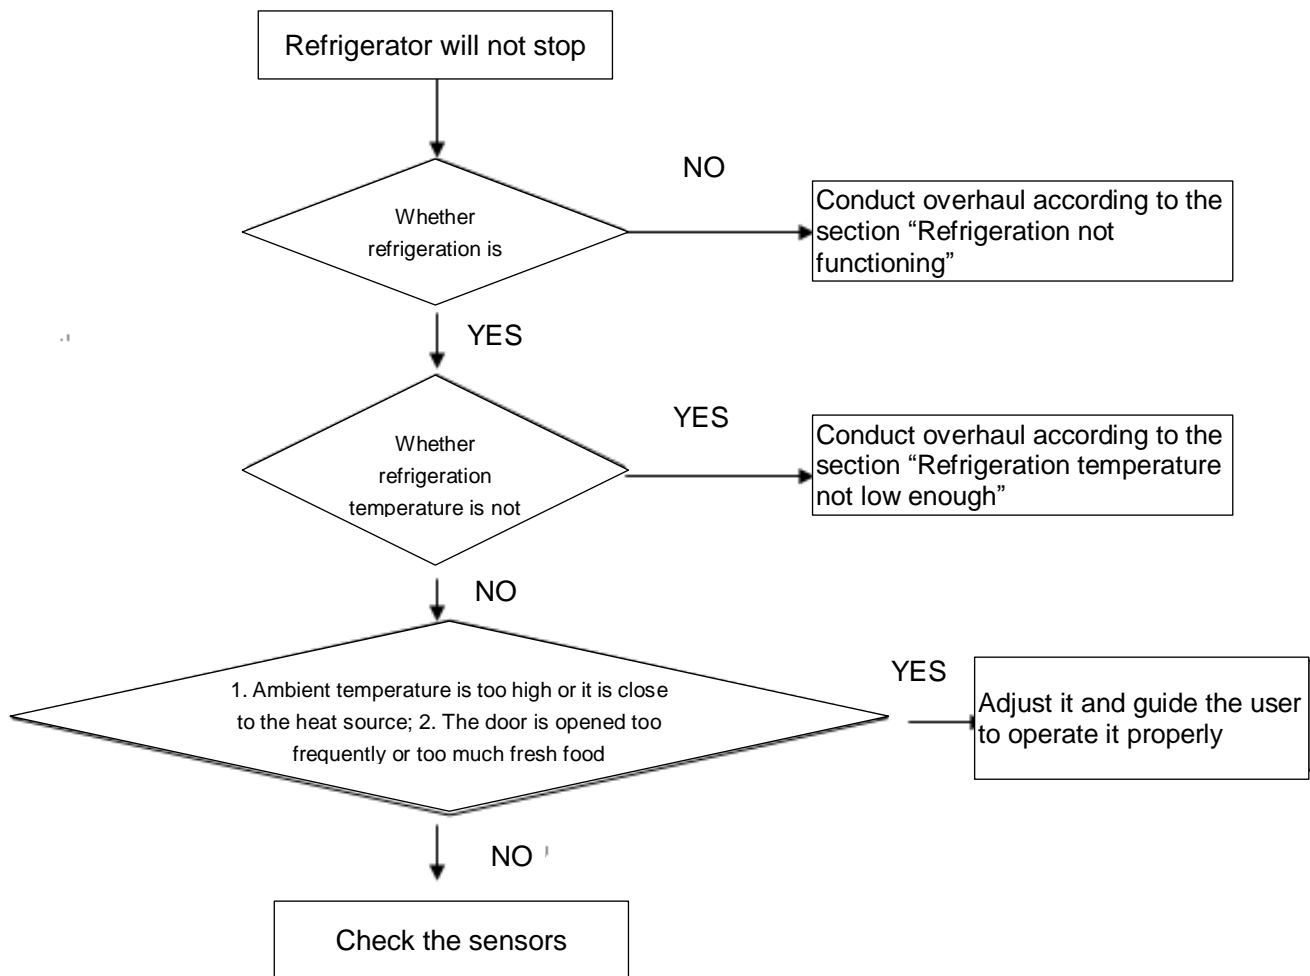 Refrigerator will not stop
NO
Whether
refrigeration is
Conduct overhaul according to the
section “Refrigeration not
functioning”
YES
Whether
refrigeration
temperature is not
YES
Conduct overhaul according to the
section “Refrigeration temperature
not low enough”
NO
1. Ambient temperature is too high or it is close
to the heat source; 2. The door is opened too
frequently or too much fresh food
YES
Adjust it and guide the user
to operate it properly
NO
Check the sensors